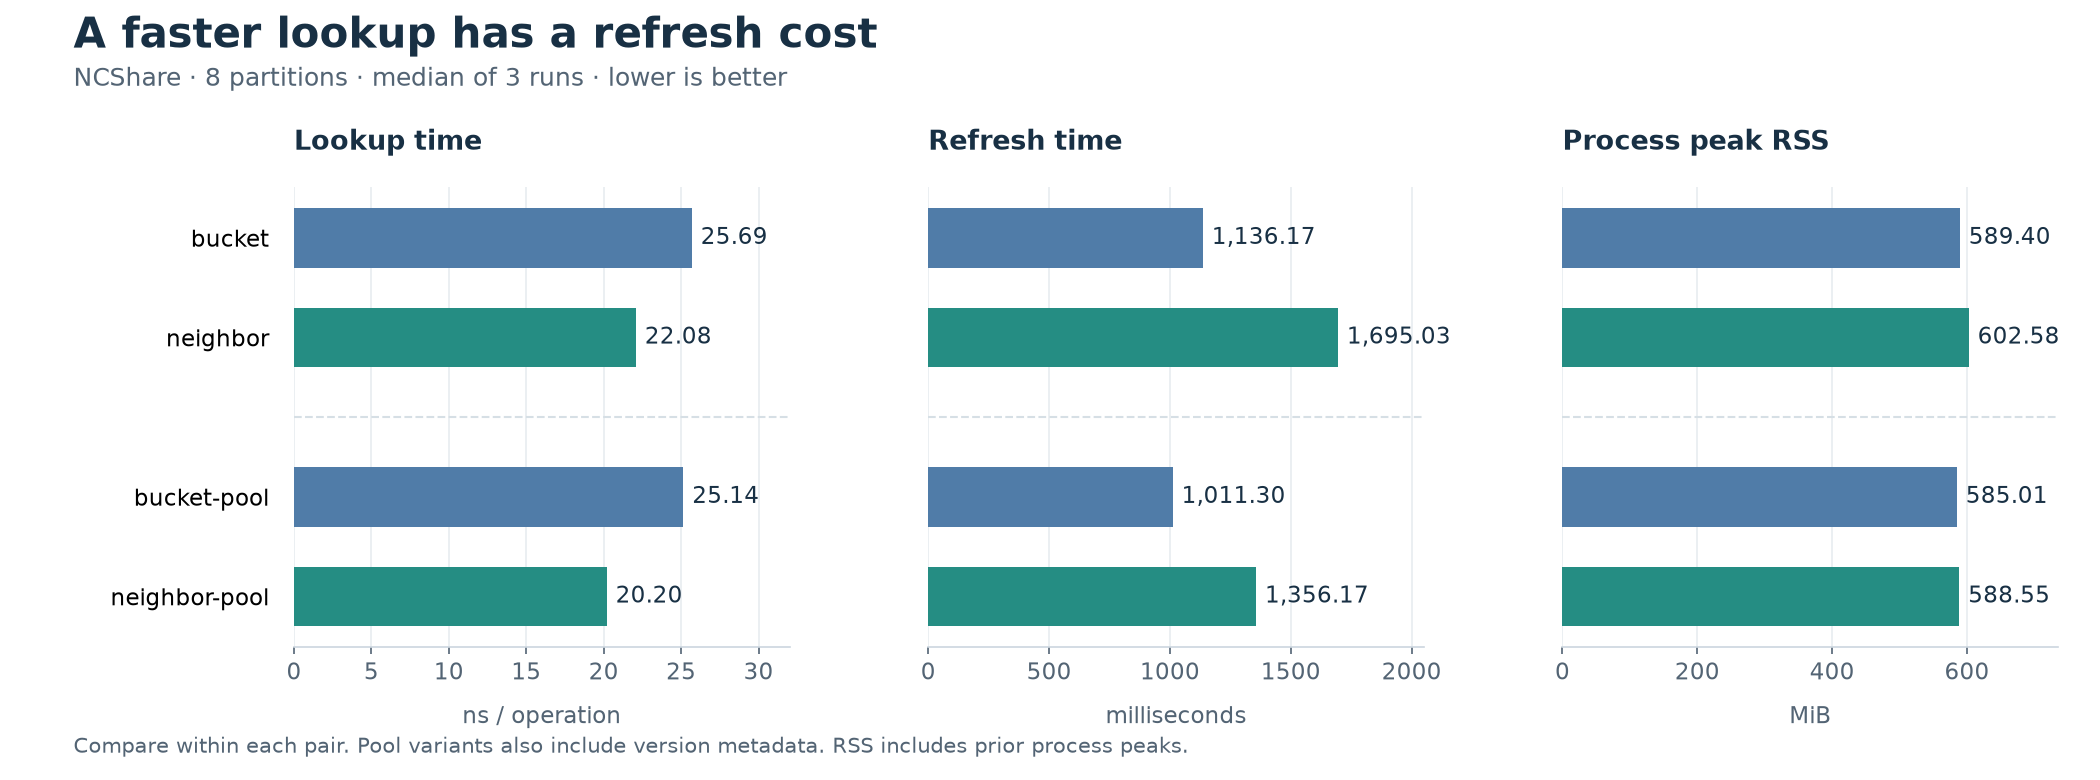 A faster lookup has a refresh cost
NCShare · 8 partitions · median of 3 runs · lower is better
Lookup time
bucket
25.69
neighbor
22.08
bucket-pool
25.14
neighbor-pool
20.20
0 5 10 15 20 25 30
ns / operation
Refresh time
1,136.17
1,695.03
1,011.30
1,356.17
0 500 1000 1500 2000
milliseconds
Process peak RSS
589.40
602.58
585.01
588.55
0 200 400 600
MiB
Compare within each pair. Pool variants also include version metadata. RSS includes prior process peaks.